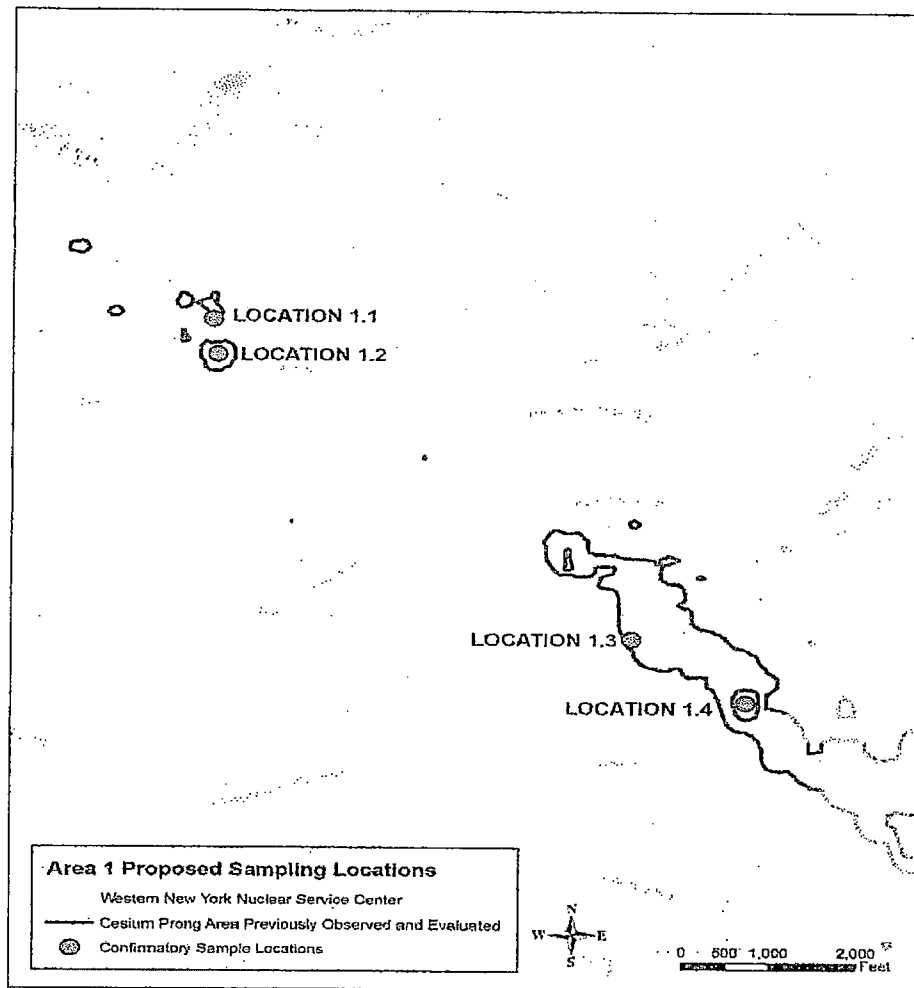 LOCATION 1.1
LOCATION 1.2
LOCATION 1.3
LOCATION 1.4
Area 1 Proposed Sampling Locations
Western New York Nuclear Service Center
Cesium Prong Area Previously Observed and Evaluated
Confirmatory Sample Locations
N
W E
S
0 500 1,000 2,000
Feet